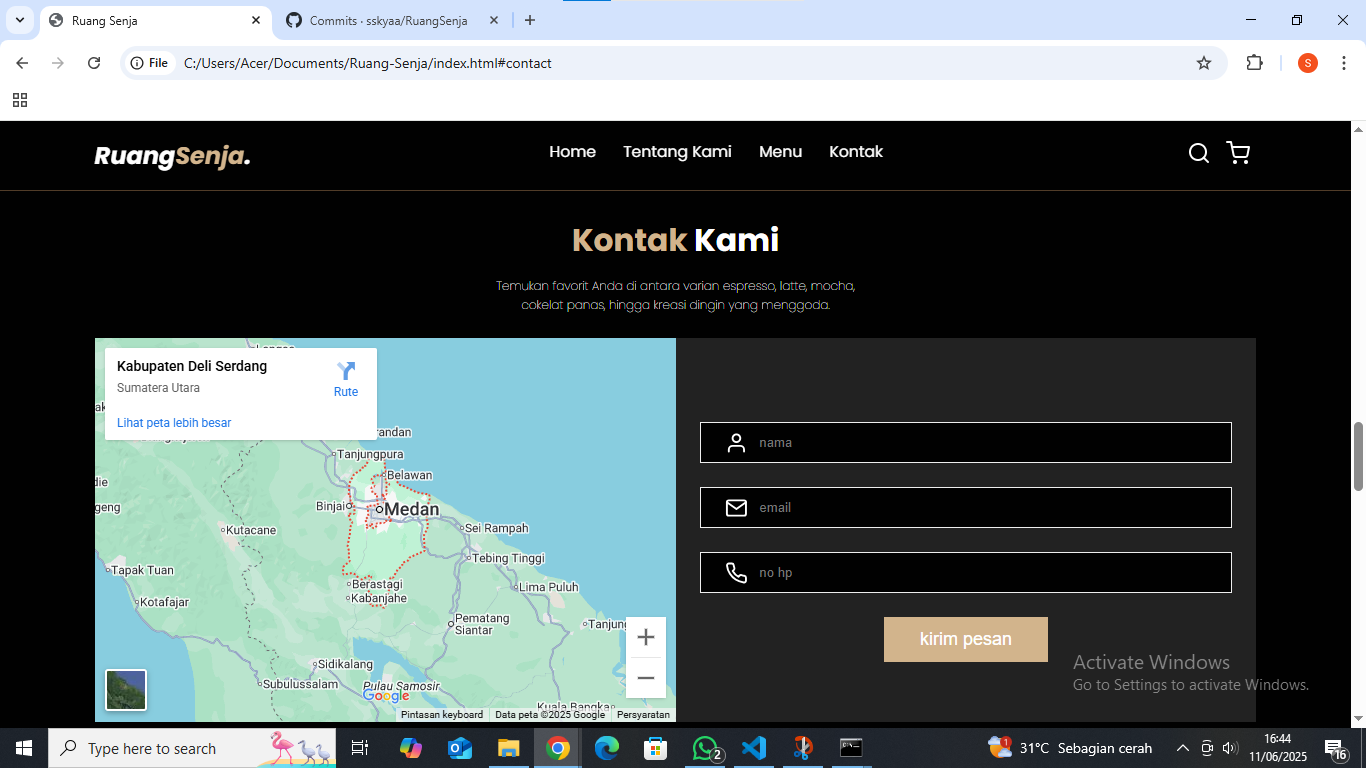 Ruang Senja
Commits · sskyaa/RuangSenja
File
C:/Users/Acer/Documents/Ruang-Senja/index.html#contact
S
RuangSenja.
Home
Tentang Kami
Menu
Kontak
Kontak Kami
Temukan favorit Anda di antara varian espresso, latte, mocha,
cokelat panas, hingga kreasi dingin yang menggoda.
Kabupaten Deli Serdang
Sumatera Utara
Rute
Lihat peta lebih besar
Tanjungpura
Belawan
Binjai
Medan
Kutacane
Sei Rampah
Tebing Tinggi
Tapak Tuan
Berastagi
Lima Puluh
Kotafajar
Kabanjahe
Pematang
Siantar
Sidikalang
Subulussalam
Pulau Samosir
Google
Kuala Bangka
Pintasan keyboard
Data peta ©2025 Google
Persyaratan
nama
email
no hp
kirim pesan
Activate Windows
Go to Settings to activate Windows.
Type here to search
2
1
31°C Sebagian cerah
16:44
11/06/2025
16